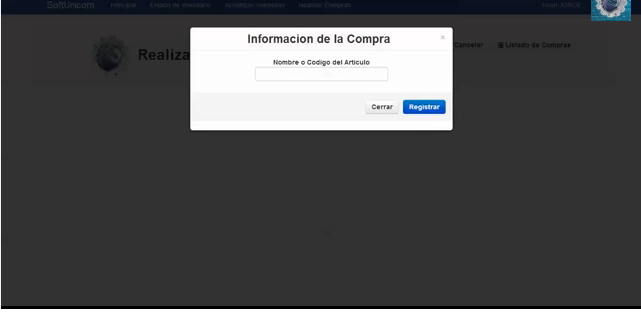 SoftUnicom Principal Estado de Inventario Actualizar Inventario Realizar Compras Hola! JORGE
Informacion de la Compra ×
Realiza
Cancelar Listado de Compras
Nombre o Codigo del Articulo
Cerrar Registrar